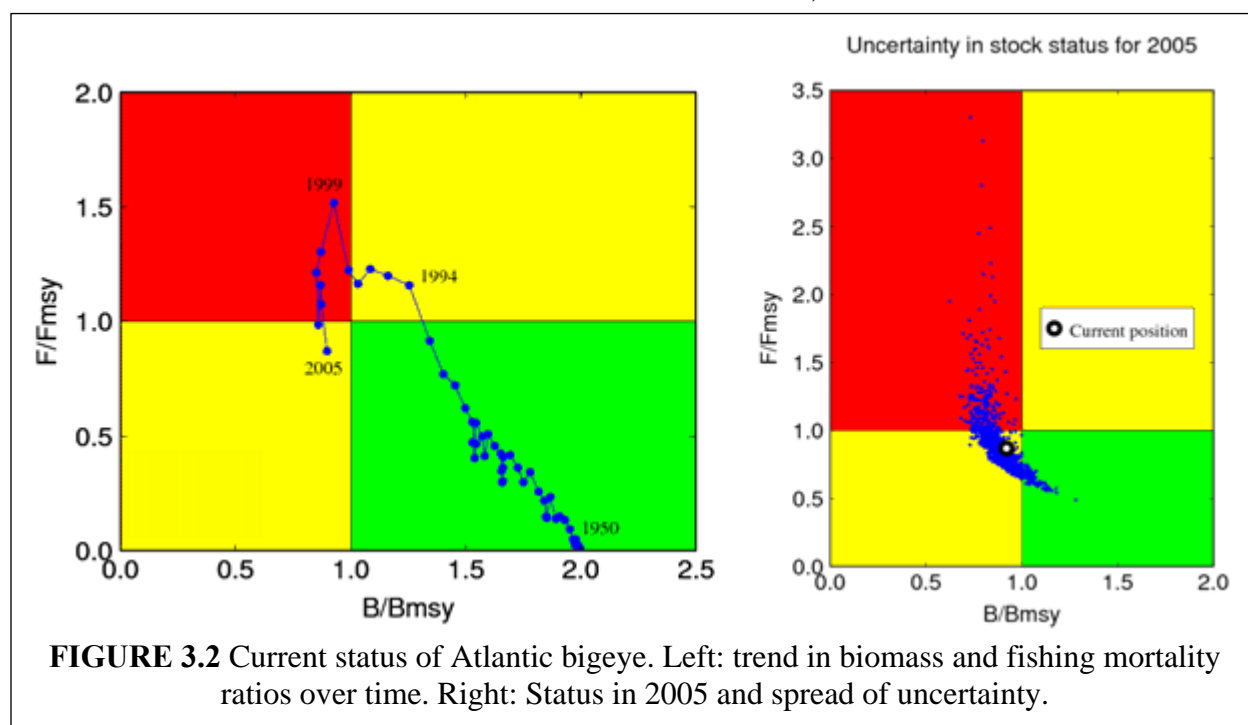 Uncertainty in stock status for 2005
2.0
1.5
1.0
0.5
0.0
F/Fmsy
1999
1994
2005
1950
0.0 0.5 1.0 1.5 2.0 2.5
B/Bmsy
3.5
3.0
2.5
2.0
1.5
1.0
0.5
0.0
F/Fmsy
Current position
0.0 0.5 1.0 1.5 2.0
B/Bmsy
FIGURE 3.2 Current status of Atlantic bigeye. Left: trend in biomass and fishing mortality
ratios over time. Right: Status in 2005 and spread of uncertainty.